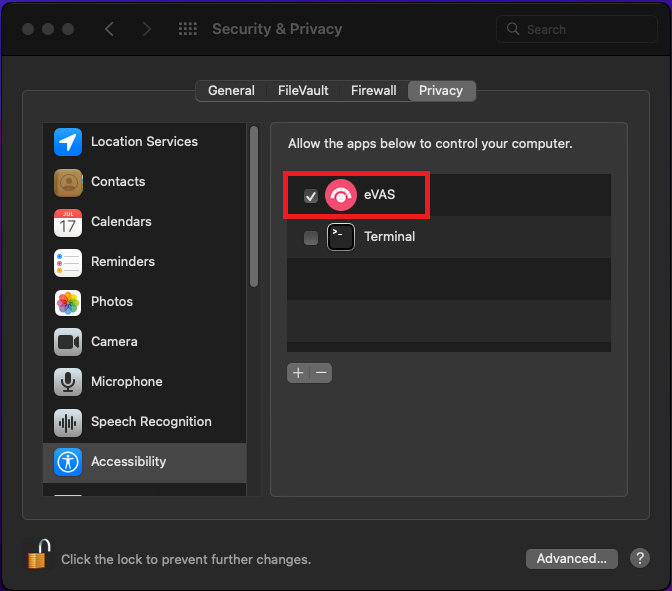 Security & Privacy
Search
General
FileVault
Firewall
Privacy
Location Services
Contacts
JUL
17
Calendars
Reminders
Photos
Camera
Microphone
Speech Recognition
Accessibility
Allow the apps below to control your computer.
eVAS
>_
Terminal
+
−
Click the lock to prevent further changes.
Advanced...
?